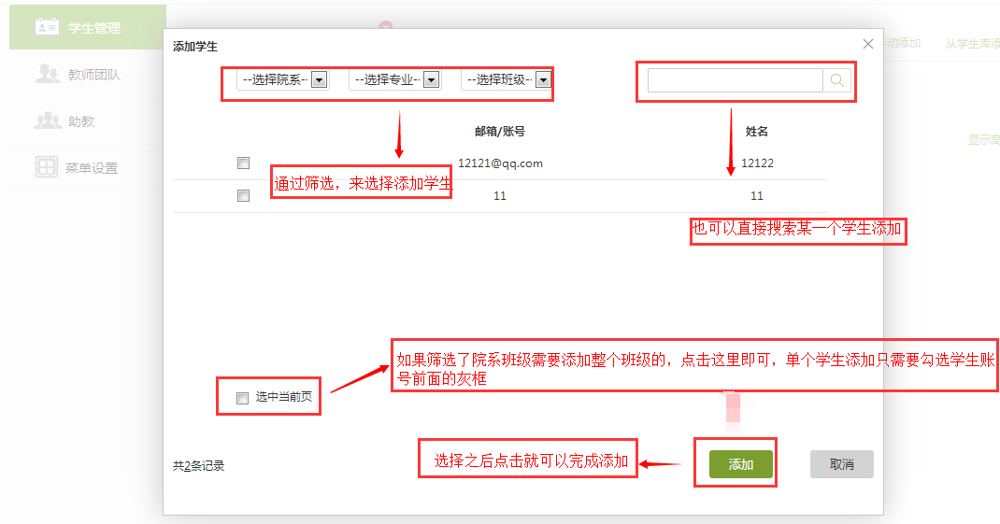 学生管理
教师团队
助教
菜单设置
添加学生
手动添加
从学生库添
--选择院系--
--选择专业--
--选择班级--
邮箱/账号
姓名
显示高
12121@qq.com
12122
通过筛选，来选择添加学生
11
11
也可以直接搜索某一个学生添加
如果筛选了院系班级需要添加整个班级的，点击这里即可，单个学生添加只需要勾选学生账
号前面的灰框
选中当前页
选择之后点击就可以完成添加
共2条记录
添加
取消